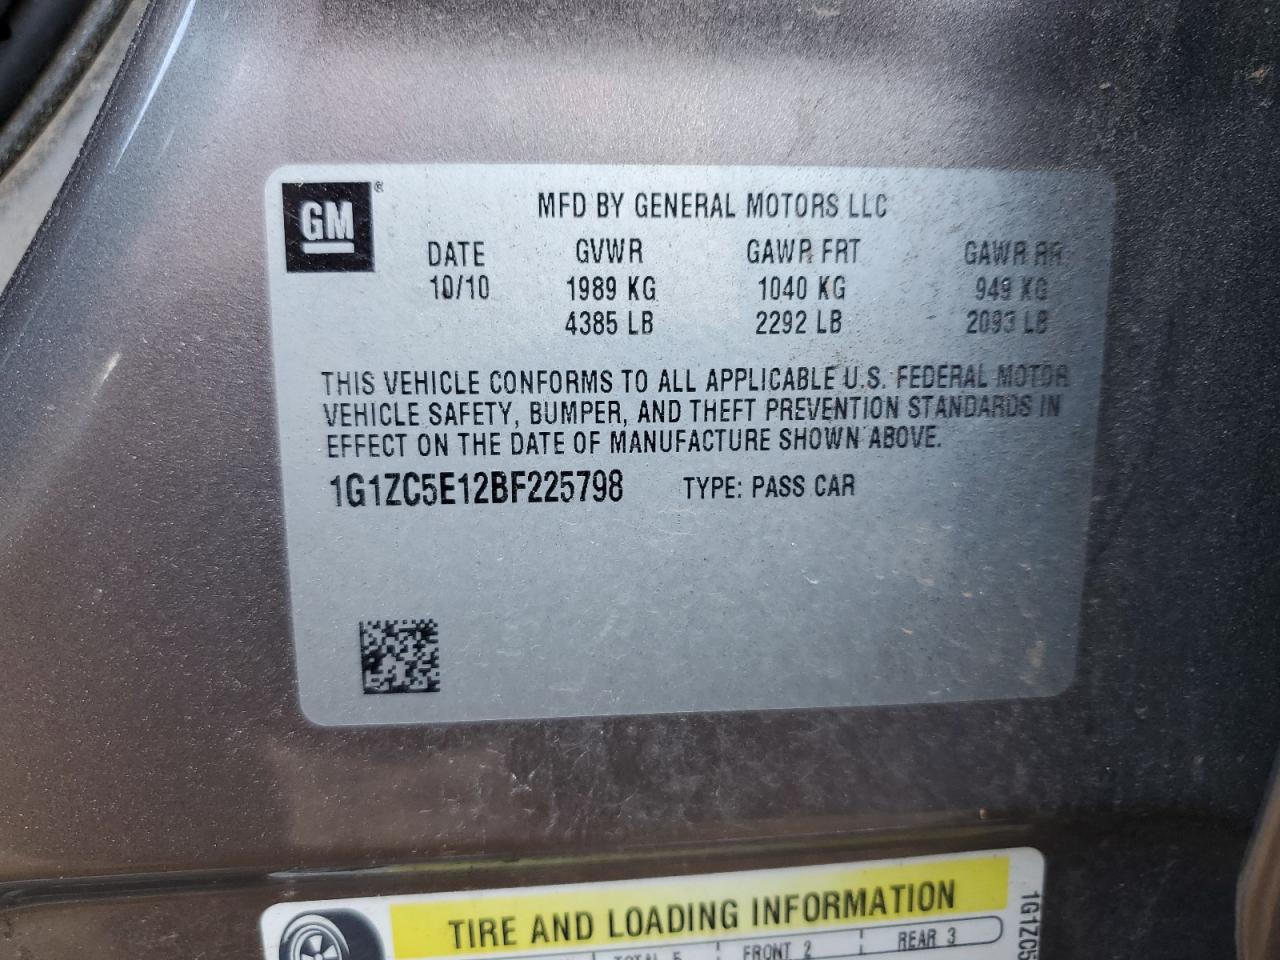 GM®
MFD BY GENERAL MOTORS LLC
DATE GVWR GAWR FRT GAWR RR
10/10 1989 KG 1040 KG 949 KG
4385 LB 2292 LB 2093 LB
THIS VEHICLE CONFORMS TO ALL APPLICABLE U.S. FEDERAL MOTOR
VEHICLE SAFETY, BUMPER, AND THEFT PREVENTION STANDARDS IN
EFFECT ON THE DATE OF MANUFACTURE SHOWN ABOVE.
1G1ZC5E12BF225798 TYPE: PASS CAR
TIRE AND LOADING INFORMATION
TOTAL 5 FRONT 2 REAR 3
1G1ZC5